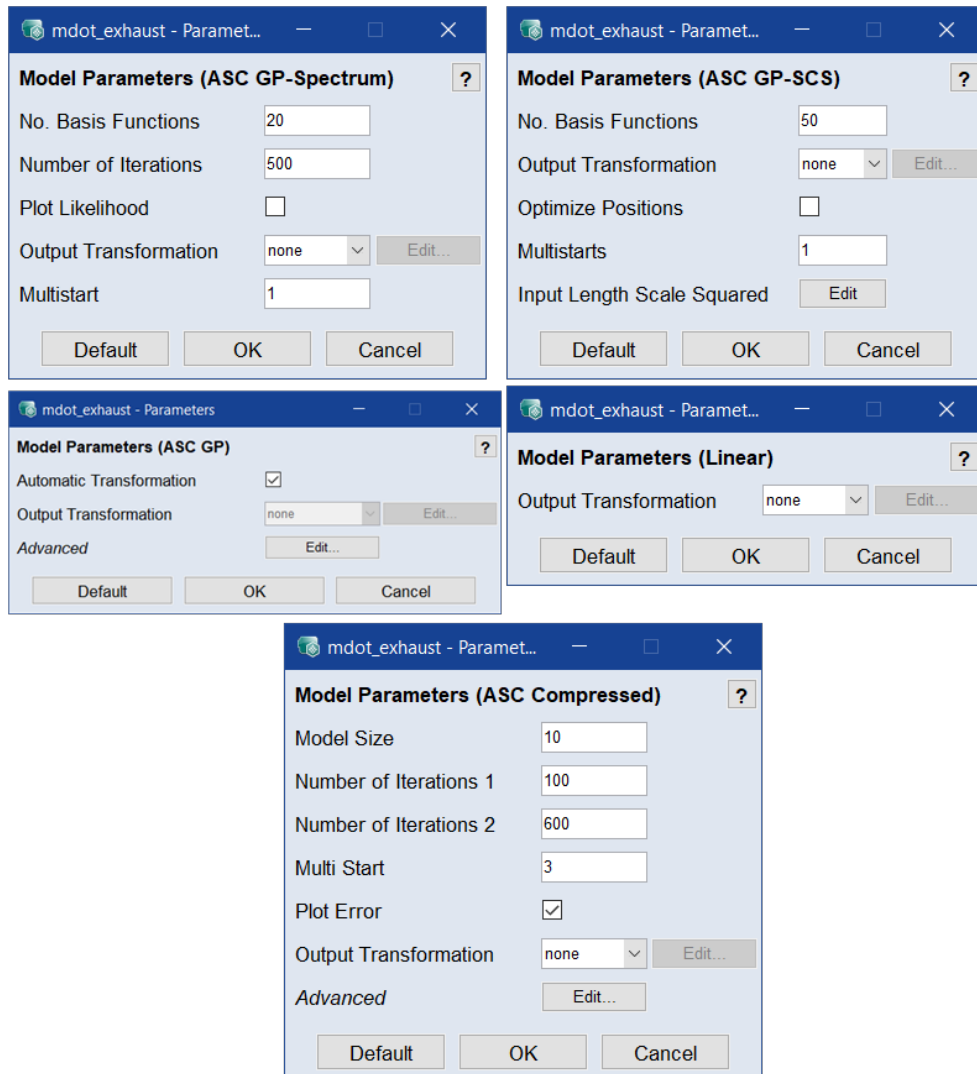 mdot_exhaust - Paramet...
Model Parameters (ASC GP-Spectrum) ?
No. Basis Functions 20
Number of Iterations 500
Plot Likelihood
Output Transformation none Edit...
Multistart 1
Default OK Cancel
mdot_exhaust - Paramet...
Model Parameters (ASC GP-SCS) ?
No. Basis Functions 50
Output Transformation none Edit...
Optimize Positions
Multistarts 1
Input Length Scale Squared Edit
Default OK Cancel
mdot_exhaust - Parameters
Model Parameters (ASC GP) ?
Automatic Transformation
Output Transformation none Edit...
Advanced Edit...
Default OK Cancel
mdot_exhaust - Paramet...
Model Parameters (Linear) ?
Output Transformation none Edit...
Default OK Cancel
mdot_exhaust - Paramet...
Model Parameters (ASC Compressed) ?
Model Size 10
Number of Iterations 1 100
Number of Iterations 2 600
Multi Start 3
Plot Error
Output Transformation none Edit...
Advanced Edit...
Default OK Cancel